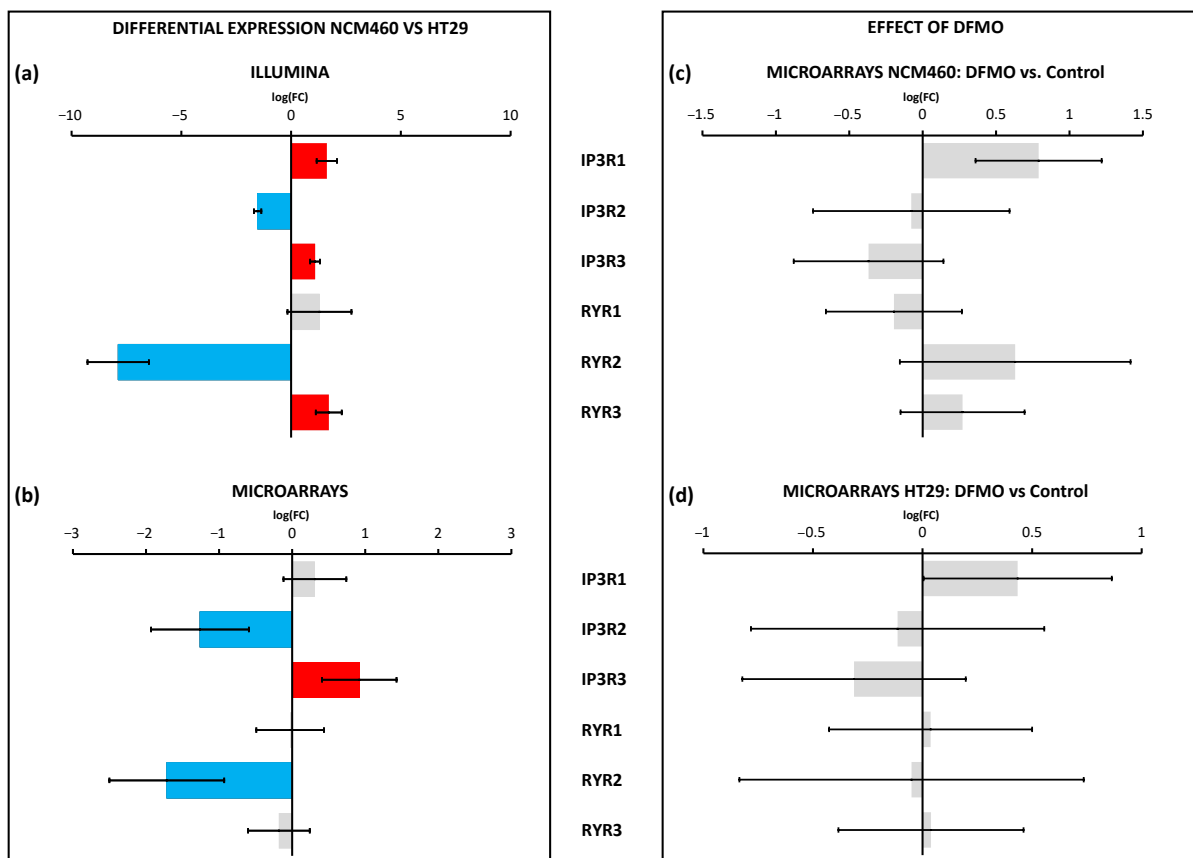 DIFFERENTIAL EXPRESSION NCM460 VS HT29
(a)
ILLUMINA
log(FC)
−10 −5 0 5 10
IP3R1
IP3R2
IP3R3
RYR1
RYR2
RYR3
(b)
MICROARRAYS
log(FC)
−3 −2 −1 0 1 2 3
IP3R1
IP3R2
IP3R3
RYR1
RYR2
RYR3
EFFECT OF DFMO
(c)
MICROARRAYS NCM460: DFMO vs. Control
log(FC)
−1.5 −1 −0.5 0 0.5 1 1.5
(d)
MICROARRAYS HT29: DFMO vs Control
log(FC)
−1 −0.5 0 0.5 1